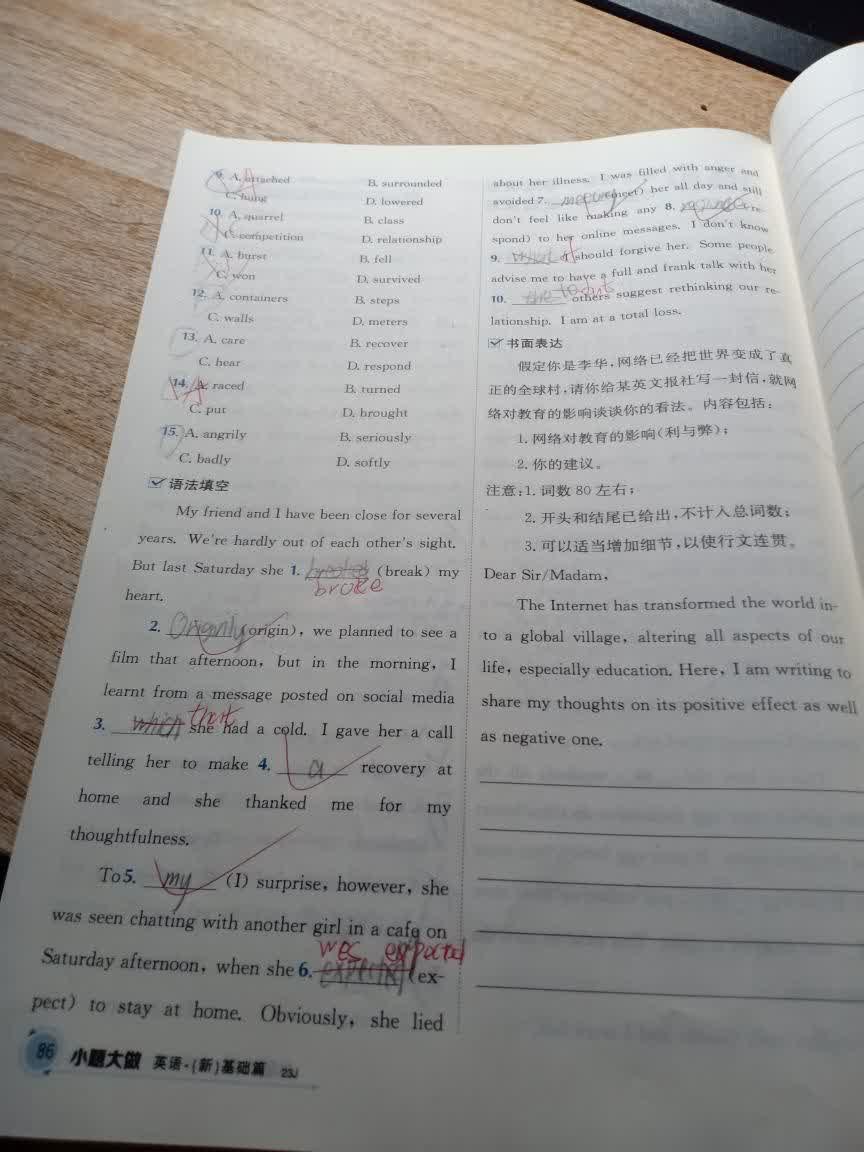 9. A. attached B. surrounded
C. hung D. lowered
10. A. quarrel B. class
C. competition D. relationship
11. A. burst B. fell
C. won D. survived
12. A. containers B. steps
C. walls D. meters
13. A. care B. recover
C. hear D. respond
14. A. raced B. turned
C. put D. brought
15. A. angrily B. seriously
C. badly D. softly
语法填空
My friend and I have been close for several
years. We're hardly out of each other's sight.
But last Saturday she 1. (break) my
broke
heart.
2. (origin), we planned to see a
film that afternoon, but in the morning, I
learnt from a message posted on social media
that
3. which she had a cold. I gave her a call
telling her to make 4. a recovery at
home and she thanked me for my
thoughtfulness.
To 5. my (I) surprise, however, she
was seen chatting with another girl in a cafe on
was expected
Saturday afternoon, when she 6. (ex-
pect) to stay at home. Obviously, she lied
86 小题大做 英语·(新)基础篇 23J
about her illness. I was filled with anger and
avoided 7. meeting (meet) her all day and still
don't feel like making any 8. (re-
spond) to her online messages. I don't know
9. should forgive her. Some people
advise me to have a full and frank talk with her
10. others suggest rethinking our re-
lationship. I am at a total loss.
书面表达
假定你是李华,网络已经把世界变成了真
正的全球村,请你给某英文报社写一封信,就网
络对教育的影响谈谈你的看法。内容包括:
1. 网络对教育的影响(利与弊);
2. 你的建议。
注意:1. 词数 80 左右;
2. 开头和结尾已给出,不计入总词数;
3. 可以适当增加细节,以使行文连贯。
Dear Sir/Madam,
The Internet has transformed the world in-
to a global village, altering all aspects of our
life, especially education. Here, I am writing to
share my thoughts on its positive effect as well
as negative one.